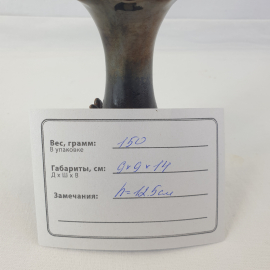 Вес, грамм: 150
В упаковке
Габариты, см: 9×9×14
Д х Ш х В
Замечания: h=12,5см